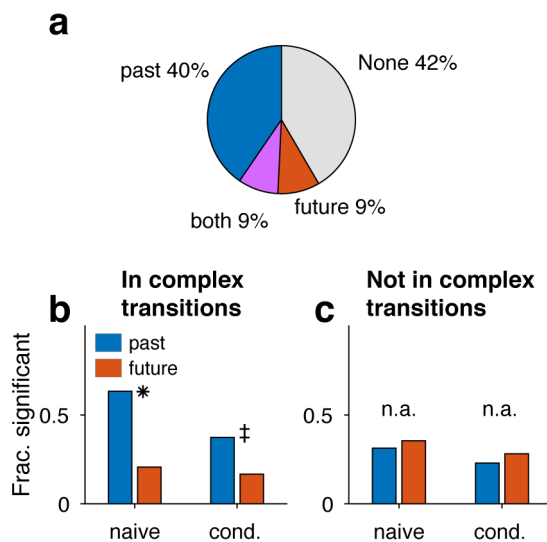 a
past 40%
None 42%
both 9%
future 9%
b
In complex
transitions
c
Not in complex
transitions
Frac. significant
0.5
0
past
future
*
‡
naive
cond.
0.5
0
n.a.
n.a.
naive
cond.